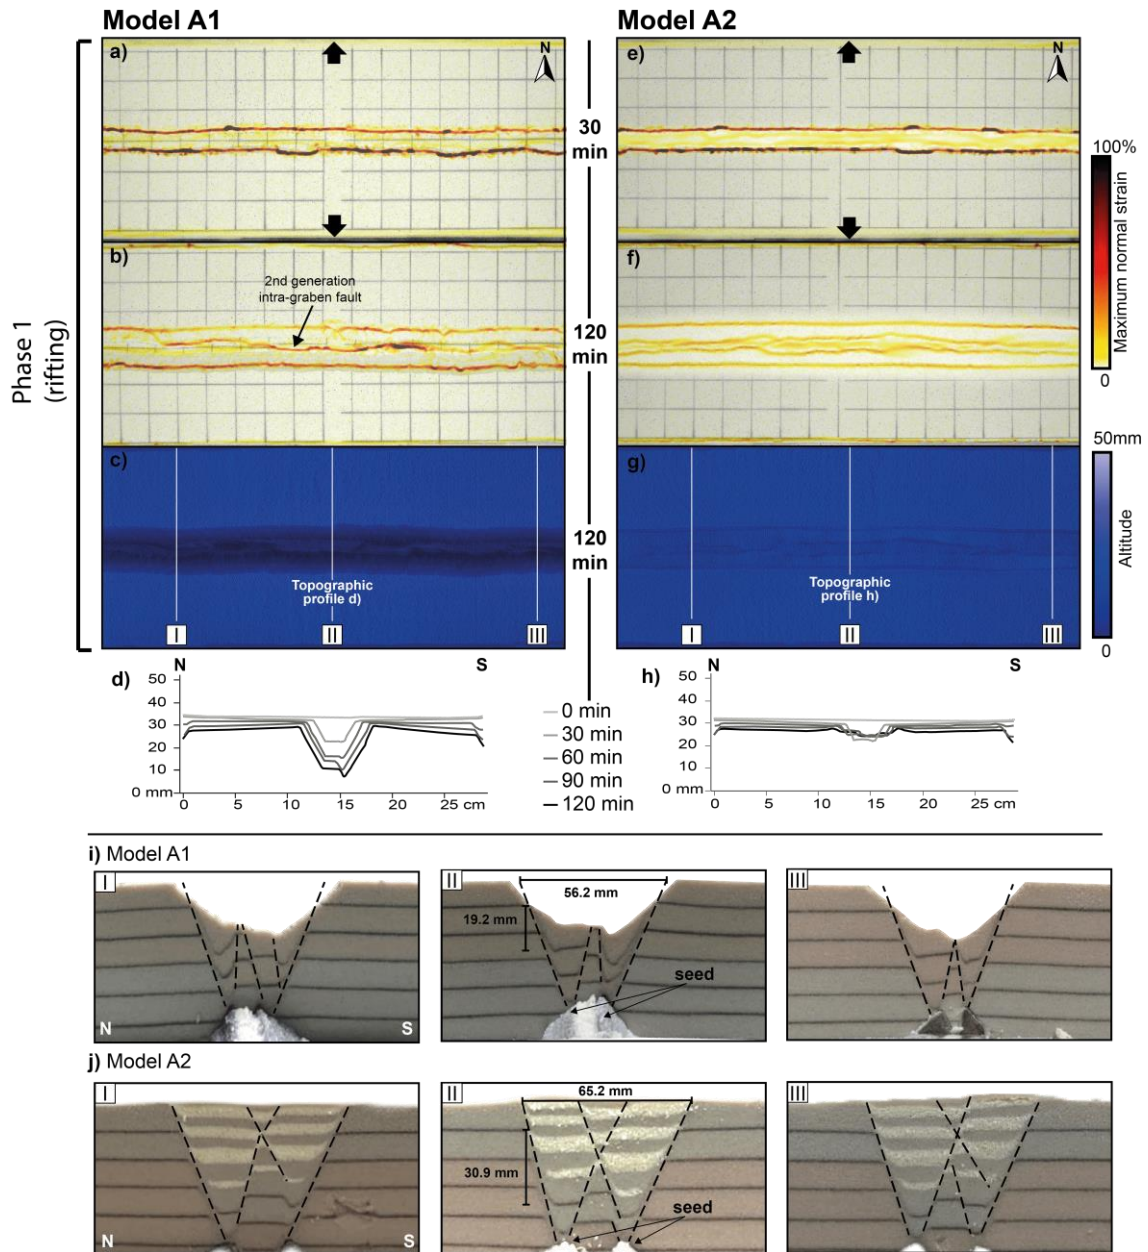 Model A1
Model A2
a)
N
e)
N
30
min
100%
Maximum normal strain
0
b)
2nd generation
intra-graben fault
f)
120
min
Phase 1
(rifting)
c)
g)
50mm
Altitude
0
120
min
Topographic
profile d)
Topographic
profile h)
I
II
III
I
II
III
d)
N
S
50
40
30
20
10
0 mm
0
5
10
15
20
25 cm
0 min
30 min
60 min
90 min
120 min
h)
N
S
50
40
30
20
10
0 mm
0
5
10
15
20
25 cm
i) Model A1
I
N
S
II
56.2 mm
19.2 mm
seed
III
j) Model A2
I
N
S
II
65.2 mm
30.9 mm
seed
III